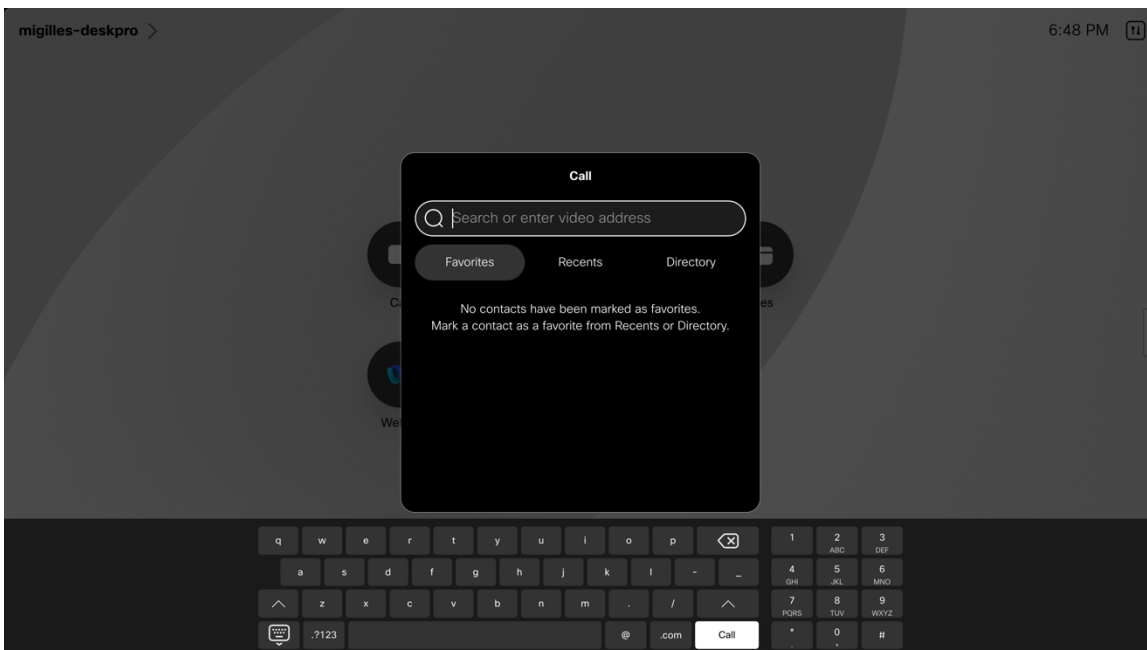 migilles-deskpro
6:48 PM
Call
Search or enter video address
Favorites Recents Directory
No contacts have been marked as favorites.
Mark a contact as a favorite from Recents or Directory.
q w e r t y u i o p 1 2 3
ABC DEF
a s d f g h j k l - _ 4 5 6
GHI JKL MNO
z x c v b n m . / 7 8 9
PQRS TUV WXYZ
.?123 @ .com Call * 0 #
. +